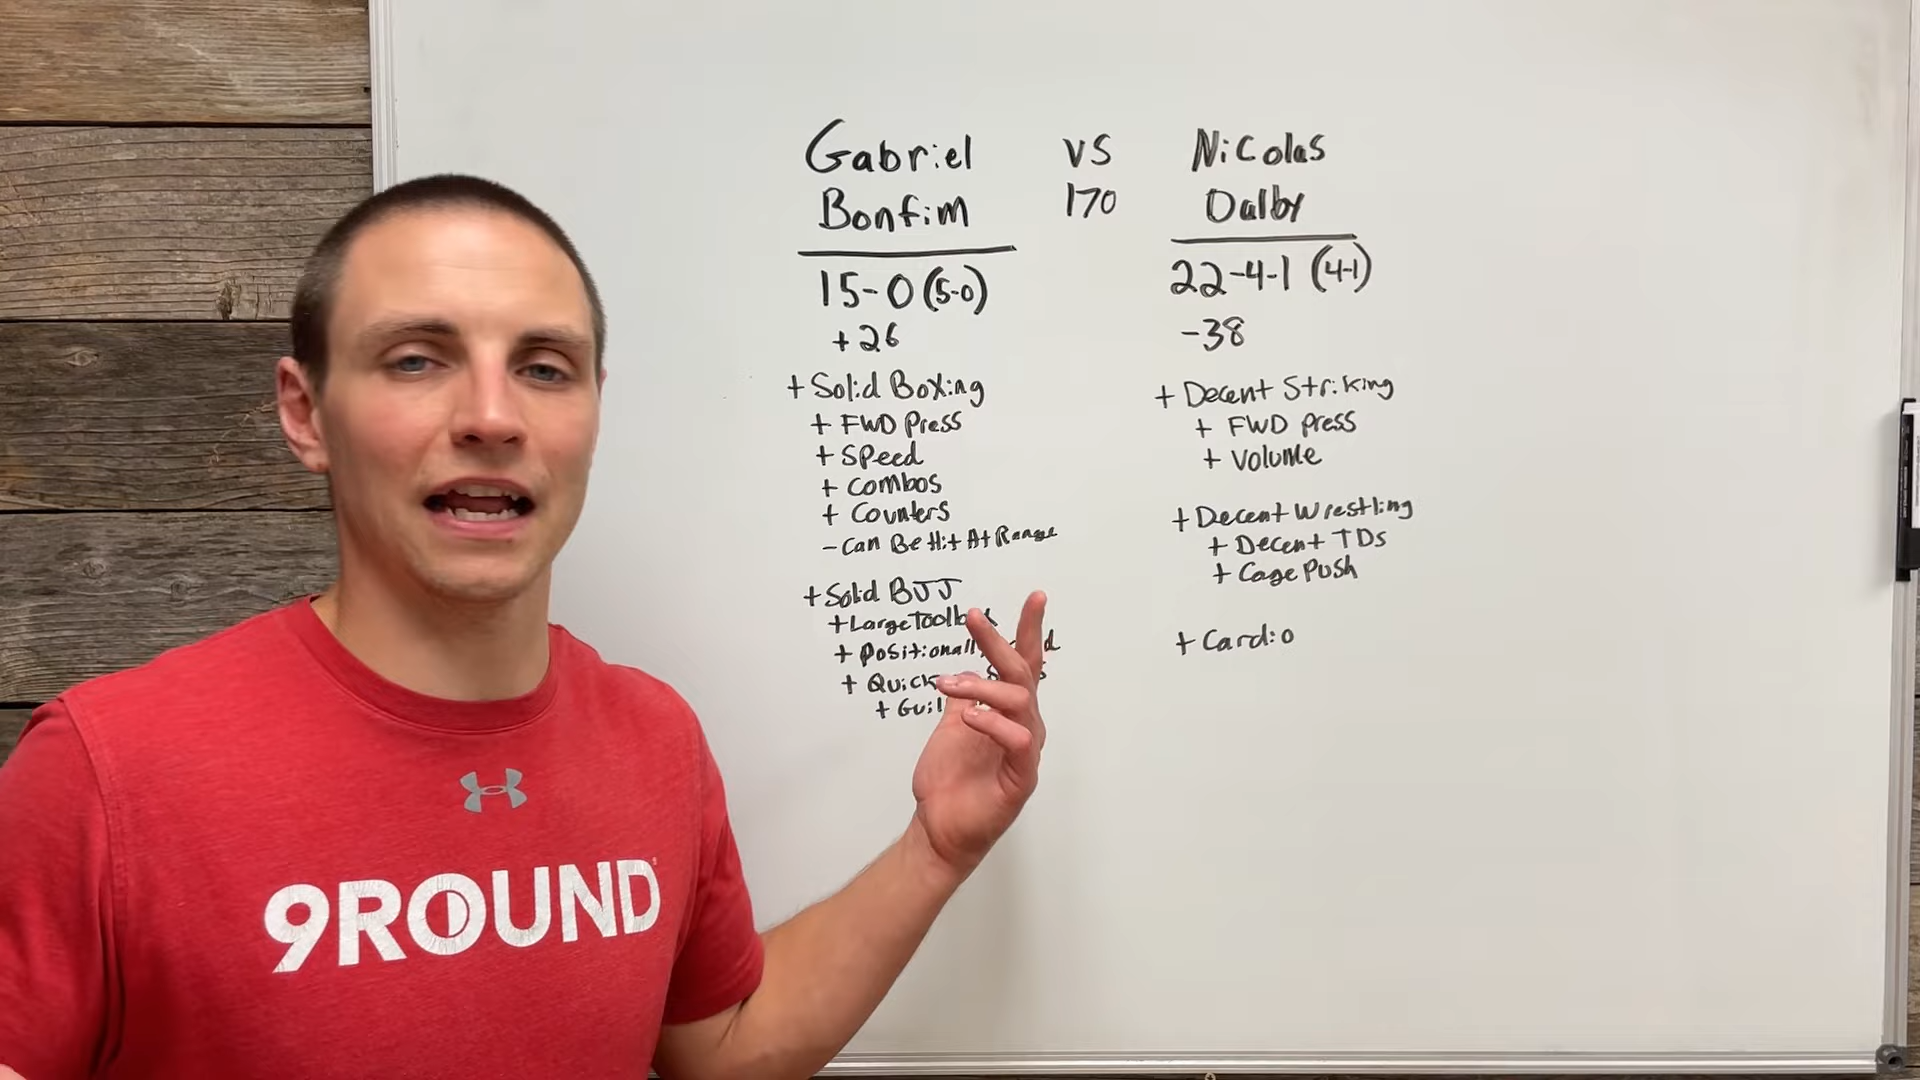 Gabriel vs Nicolas
Bonfim 170 Dalby
15-0 (5-0)
+26
+ Solid Boxing
+ FWD Press
+ Speed
+ Combos
+ Counters
- Can Be Hit At Range
+ Solid BJJ
+ Large
+
+
+
22-4-1 (4-1)
-38
+ Decent Striking
+ FWD press
+ Volume
+ Decent Wrestling
+ Decent TDs
+ Cage Push
+ Cardio
9ROUND